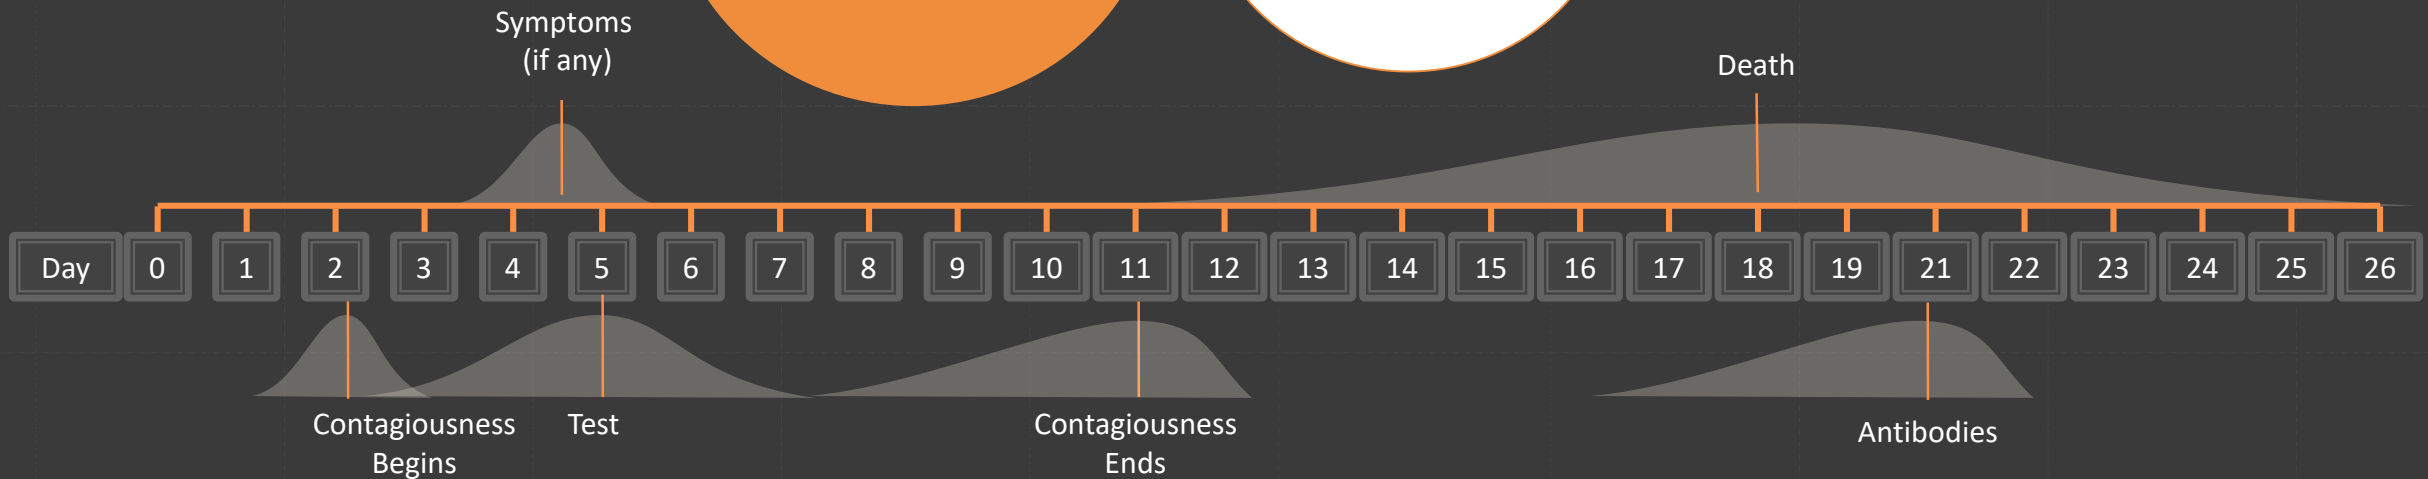 Symptoms
(if any)
Death
Day 0 1 2 3 4 5 6 7 8 9 10 11 12 13 14 15 16 17 18 19 21 22 23 24 25 26
Contagiousness
Begins
Test
Contagiousness
Ends
Antibodies